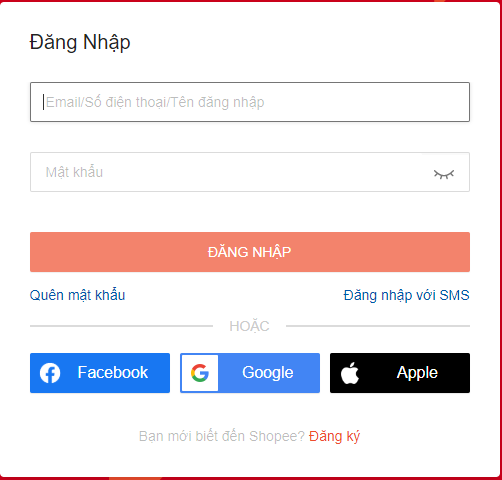 Đăng Nhập
Email/Số điện thoại/Tên đăng nhập
Mật khẩu
ĐĂNG NHẬP
Quên mật khẩu Đăng nhập với SMS
HOẶC
Facebook Google Apple
Bạn mới biết đến Shopee? Đăng ký